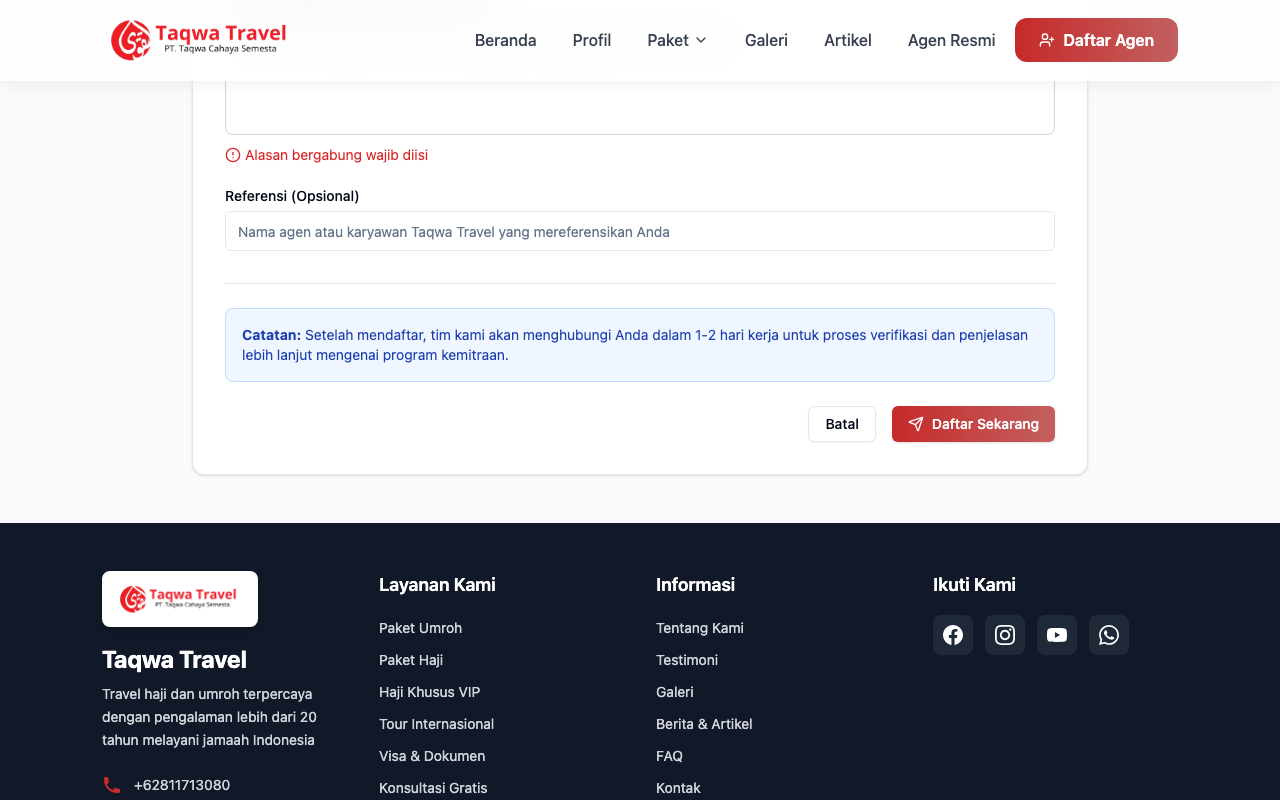 Taqwa Travel
PT. Taqwa Cahaya Semesta
Beranda
Profil
Paket
Galeri
Artikel
Agen Resmi
Daftar Agen
Alasan bergabung wajib diisi
Referensi (Opsional)
Nama agen atau karyawan Taqwa Travel yang mereferensikan Anda
Catatan: Setelah mendaftar, tim kami akan menghubungi Anda dalam 1-2 hari kerja untuk proses verifikasi dan penjelasan
lebih lanjut mengenai program kemitraan.
Batal
Daftar Sekarang
Taqwa Travel
PT. Taqwa Cahaya Semesta
Taqwa Travel
Travel haji dan umroh terpercaya
dengan pengalaman lebih dari 20
tahun melayani jamaah Indonesia
+62811713080
Layanan Kami
Paket Umroh
Paket Haji
Haji Khusus VIP
Tour Internasional
Visa & Dokumen
Konsultasi Gratis
Informasi
Tentang Kami
Testimoni
Galeri
Berita & Artikel
FAQ
Kontak
Ikuti Kami